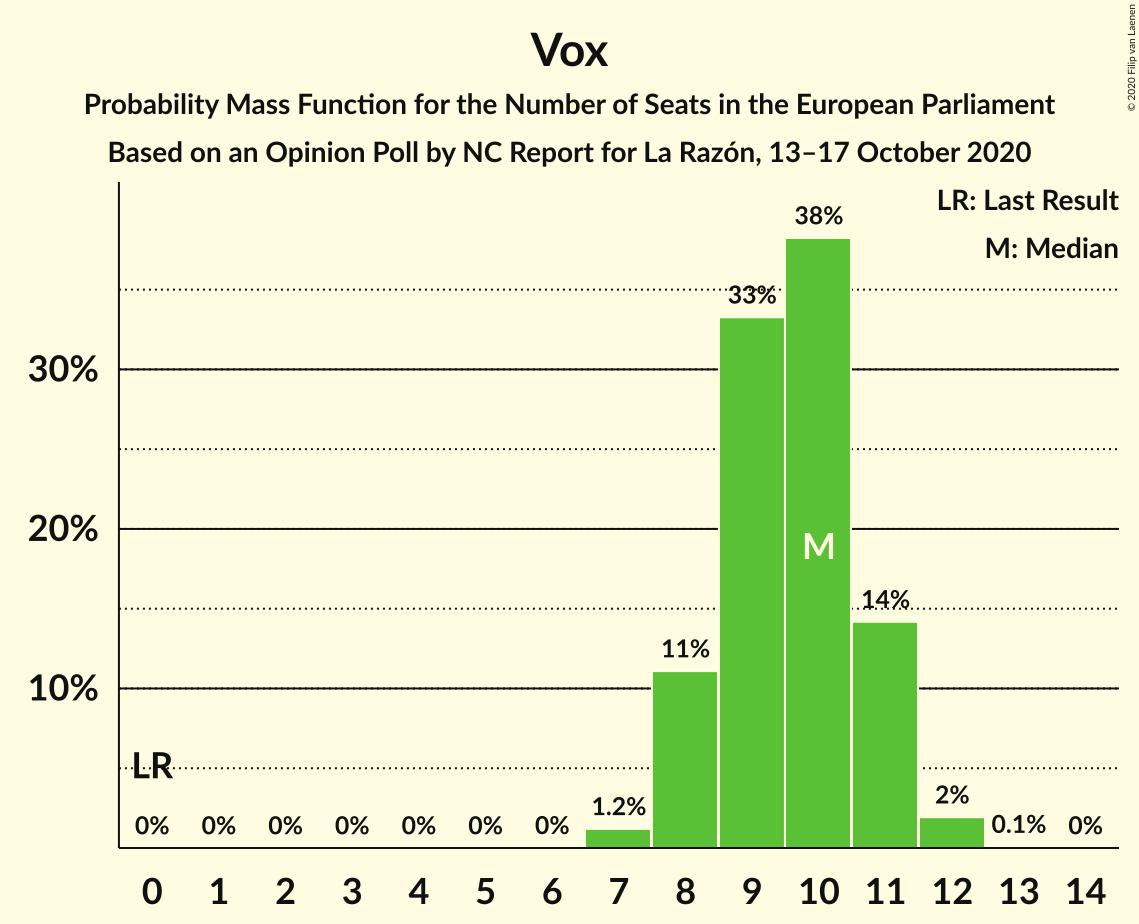 Vox
Probability Mass Function for the Number of Seats in the European Parliament
Based on an Opinion Poll by NC Report for La Razón, 13–17 October 2020
© 2020 Filip van Laenen
LR: Last Result
M: Median
38%
33%
30%
20%
M
14%
11%
10%
LR
2%
1.2%
0% 0% 0% 0% 0% 0% 0% 0.1% 0%
0 1 2 3 4 5 6 7 8 9 10 11 12 13 14